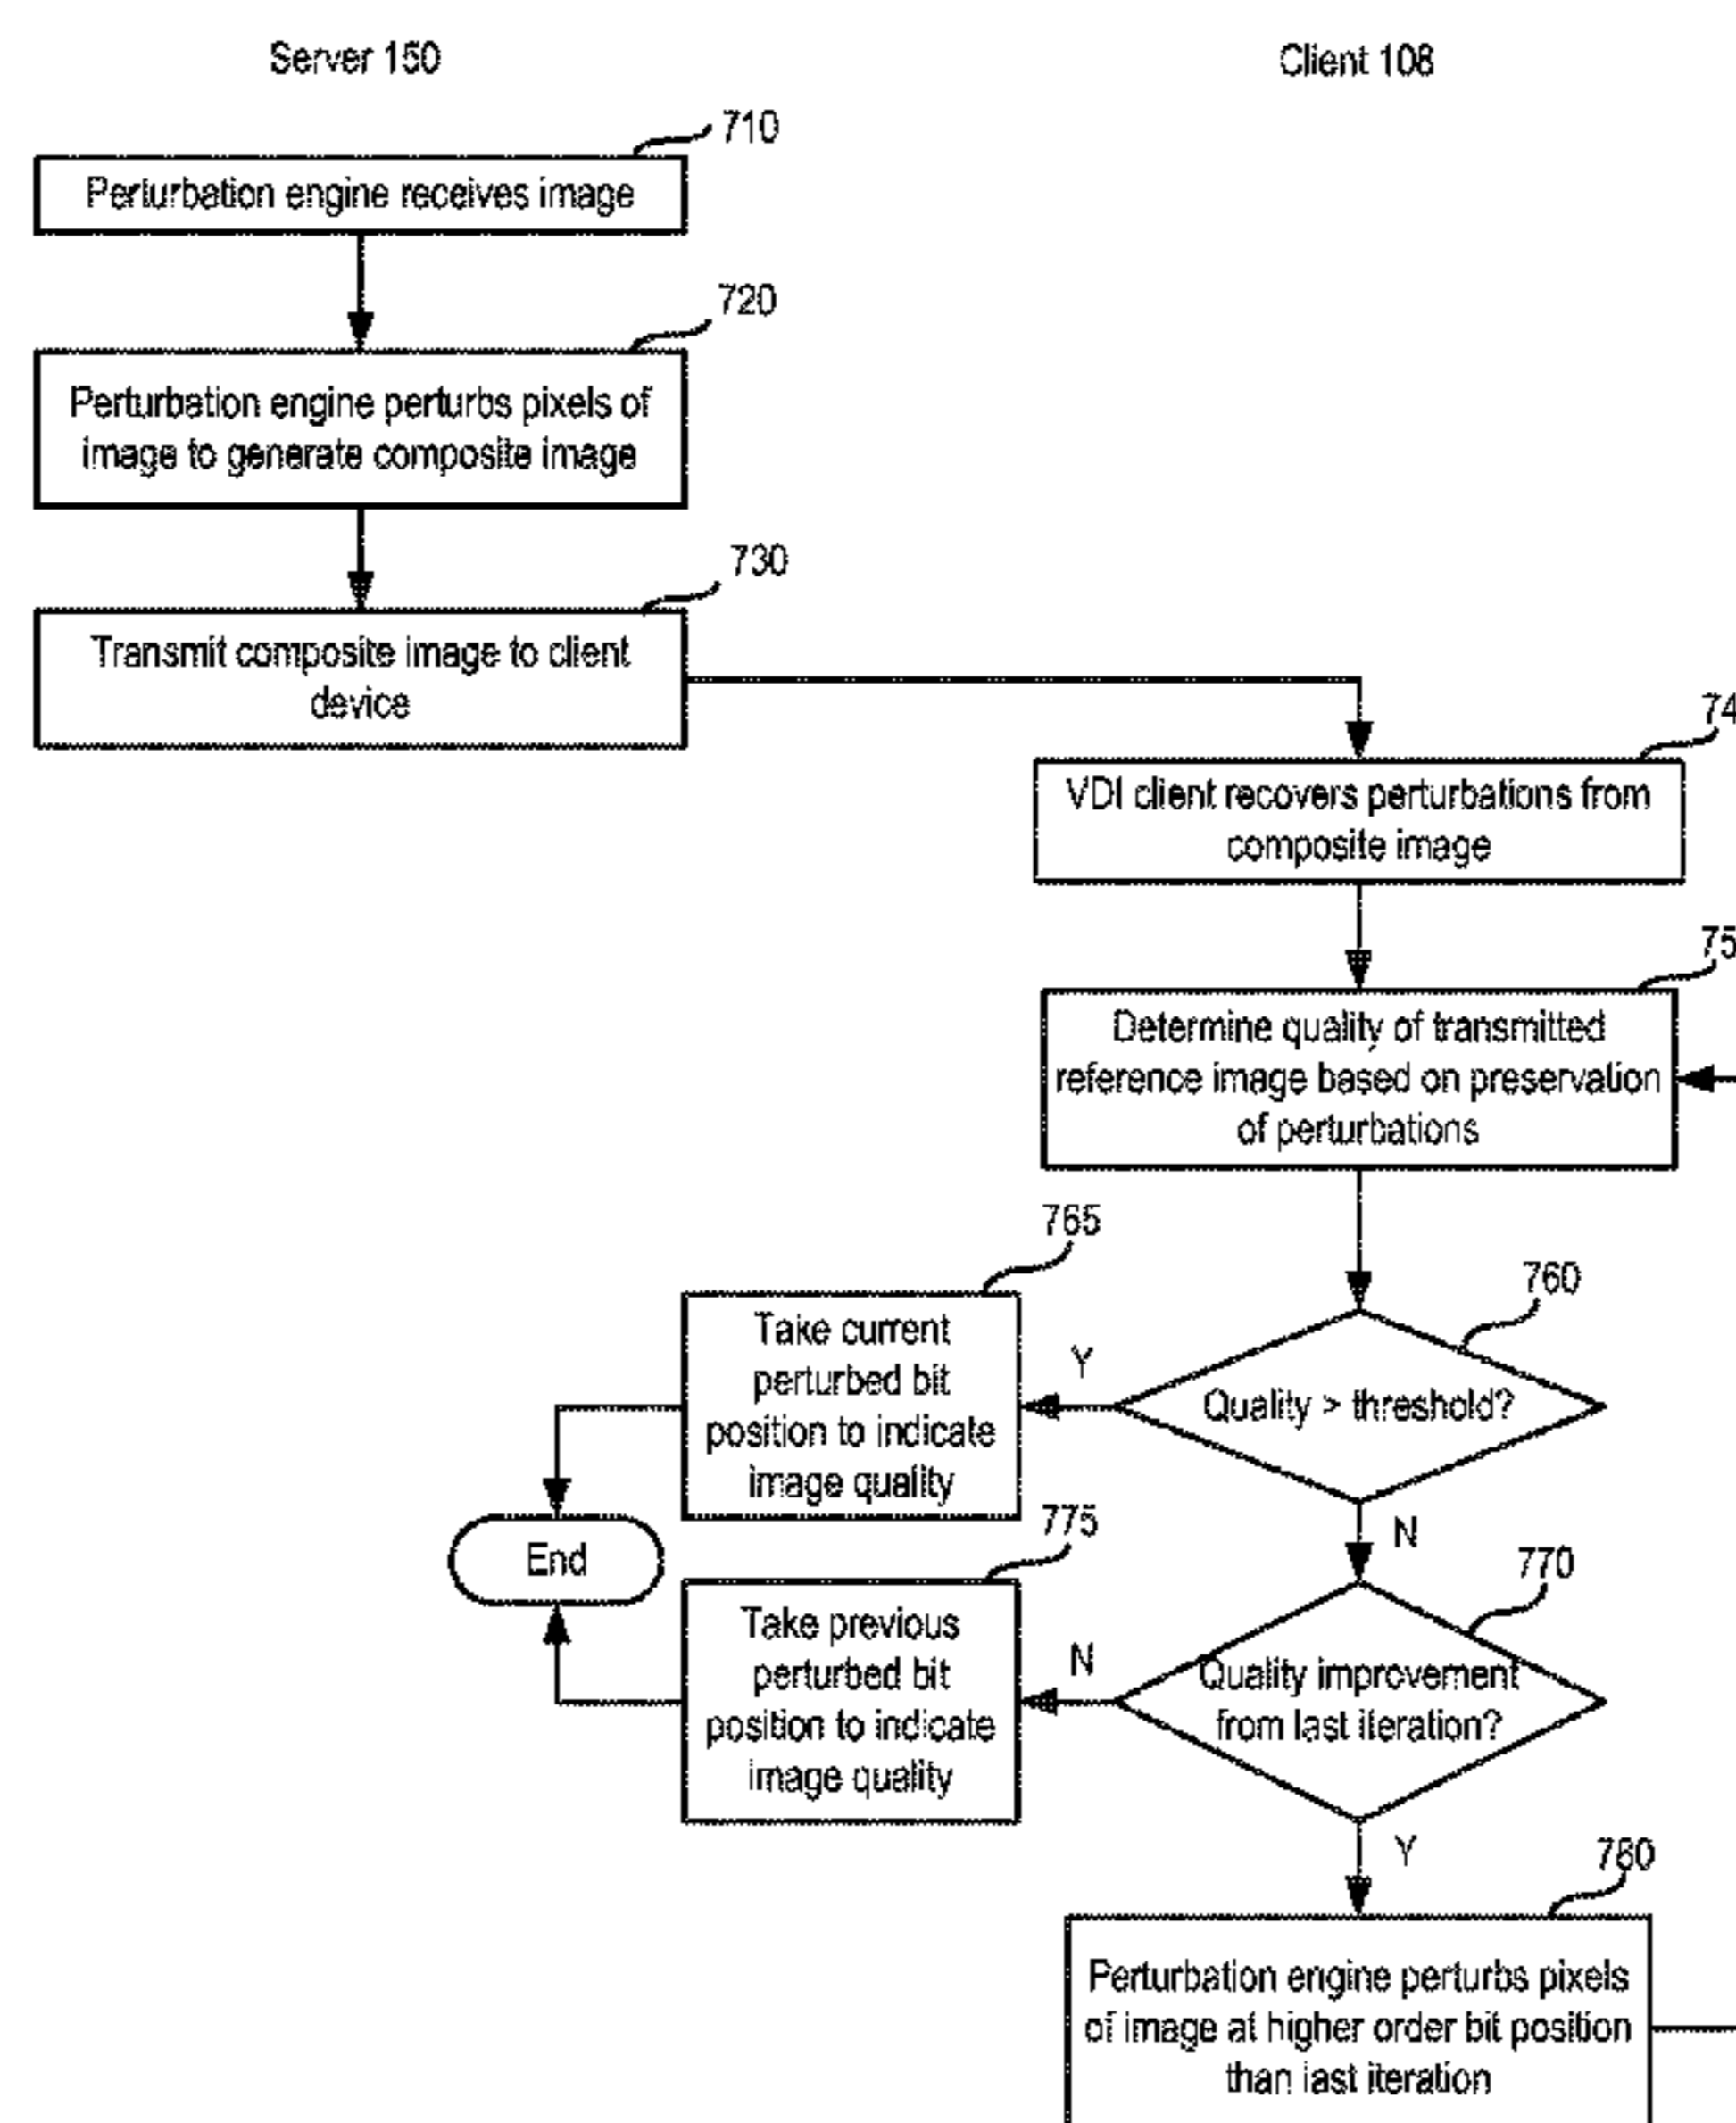 Server 150
Client 108
710
Perturbation engine receives image
720
Perturbation engine perturbs pixels of
image to generate composite image
730
Transmit composite image to client
device
74
VDI client recovers perturbations from
composite image
75
Determine quality of transmitted
reference image based on preservation
of perturbations
765
Take current
perturbed bit
position to indicate
image quality
Y
760
Quality > threshold?
End
N
775
Take previous
perturbed bit
position to indicate
image quality
N
770
Quality improvement
from last iteration?
Y
780
Perturbation engine perturbs pixels
of image at higher order bit position
than last iteration